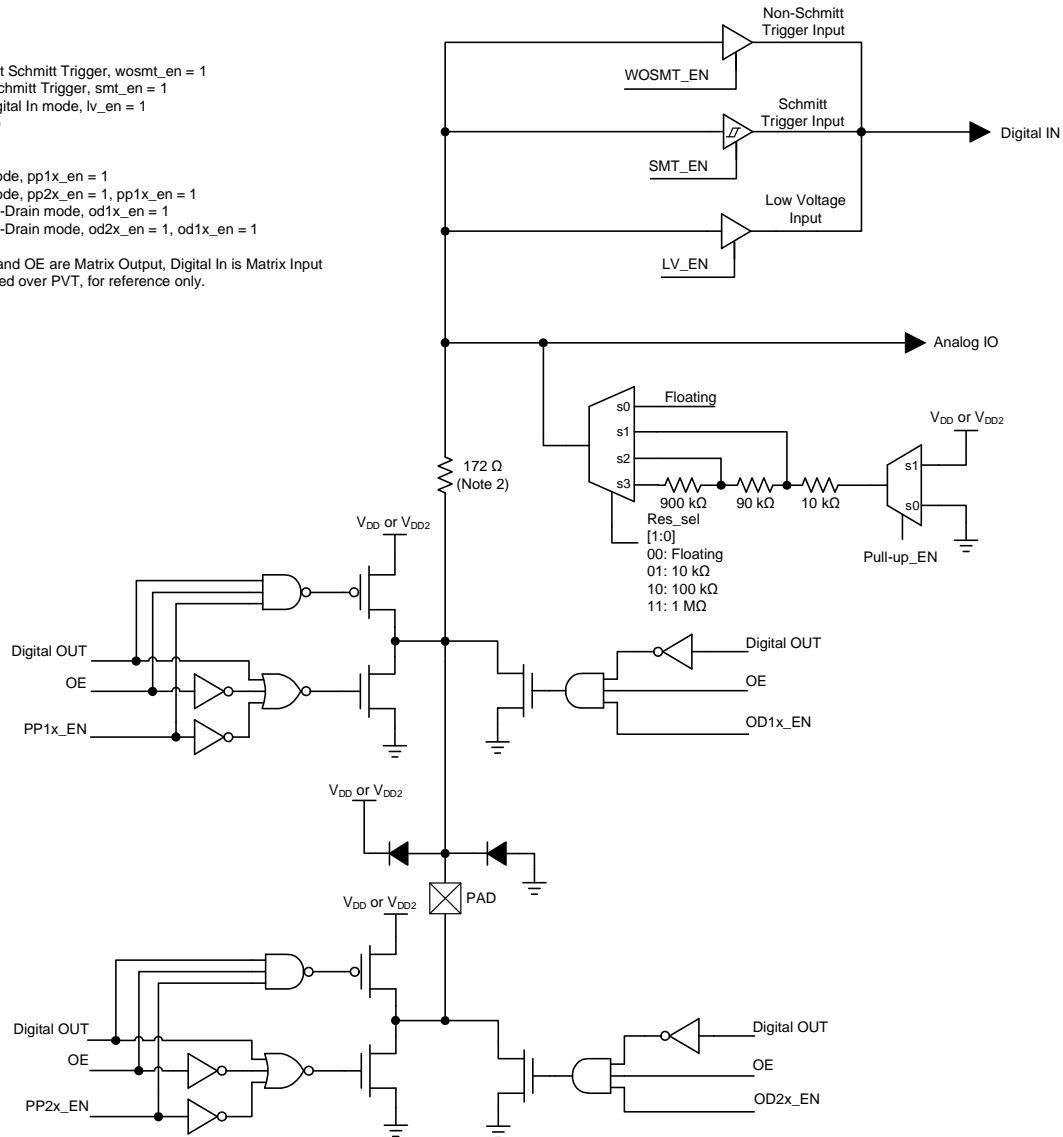 t Schmitt Trigger, wosmt_en = 1
chmitt Trigger, smt_en = 1
gital In mode, lv_en = 1
ode, pp1x_en = 1
ode, pp2x_en = 1, pp1x_en = 1
-Drain mode, od1x_en = 1
-Drain mode, od2x_en = 1, od1x_en = 1
and OE are Matrix Output, Digital In is Matrix Input
ed over PVT, for reference only.
Non-Schmitt
Trigger Input
WOSMT_EN
Schmitt
Trigger Input
Digital IN
SMT_EN
Low Voltage
Input
LV_EN
Analog IO
Floating
s0
s1
s2
s3
VDD or VDD2
s1
s0
172 Ω
(Note 2)
900 kΩ
90 kΩ
10 kΩ
Res_sel
[1:0]
00: Floating
01: 10 kΩ
10: 100 kΩ
11: 1 MΩ
Pull-up_EN
VDD or VDD2
Digital OUT
OE
PP1x_EN
Digital OUT
OE
OD1x_EN
VDD or VDD2
PAD
VDD or VDD2
Digital OUT
OE
PP2x_EN
Digital OUT
OE
OD2x_EN